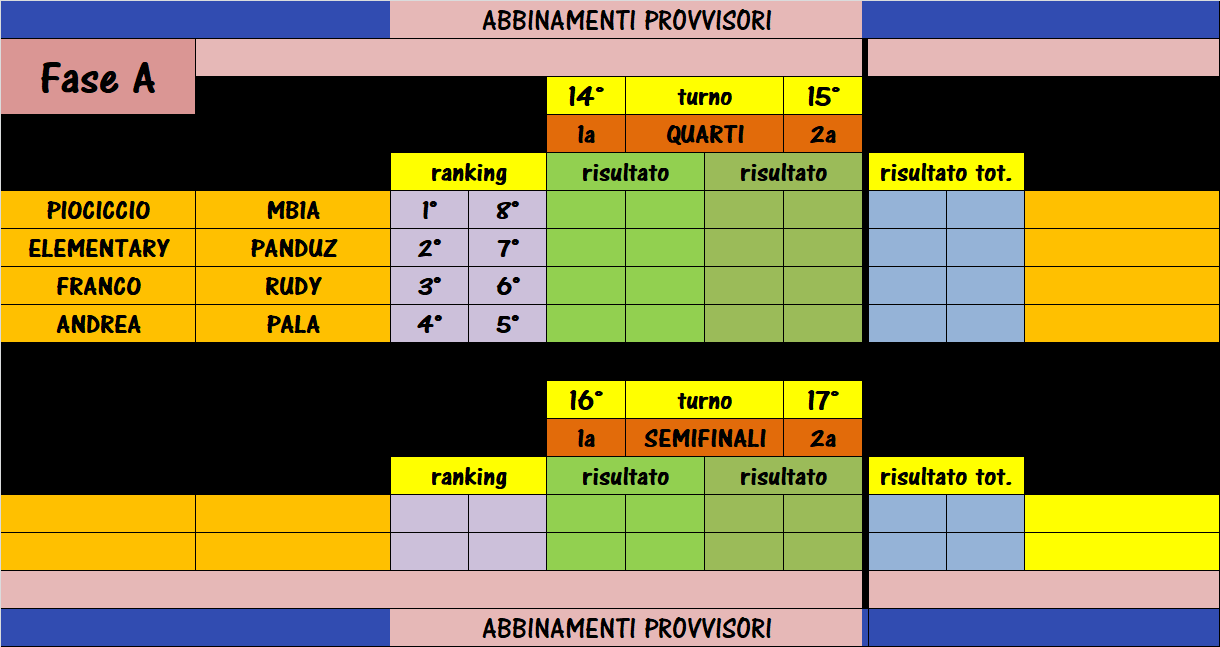 ABBINAMENTI PROVVISORI
Fase A
14° turno 15°
1a QUARTI 2a
ranking risultato risultato risultato tot.
PIOCICCIO MBIA 1° 8°
ELEMENTARY PANDUZ 2° 7°
FRANCO RUDY 3° 6°
ANDREA PALA 4° 5°
16° turno 17°
1a SEMIFINALI 2a
ranking risultato risultato risultato tot.
ABBINAMENTI PROVVISORI